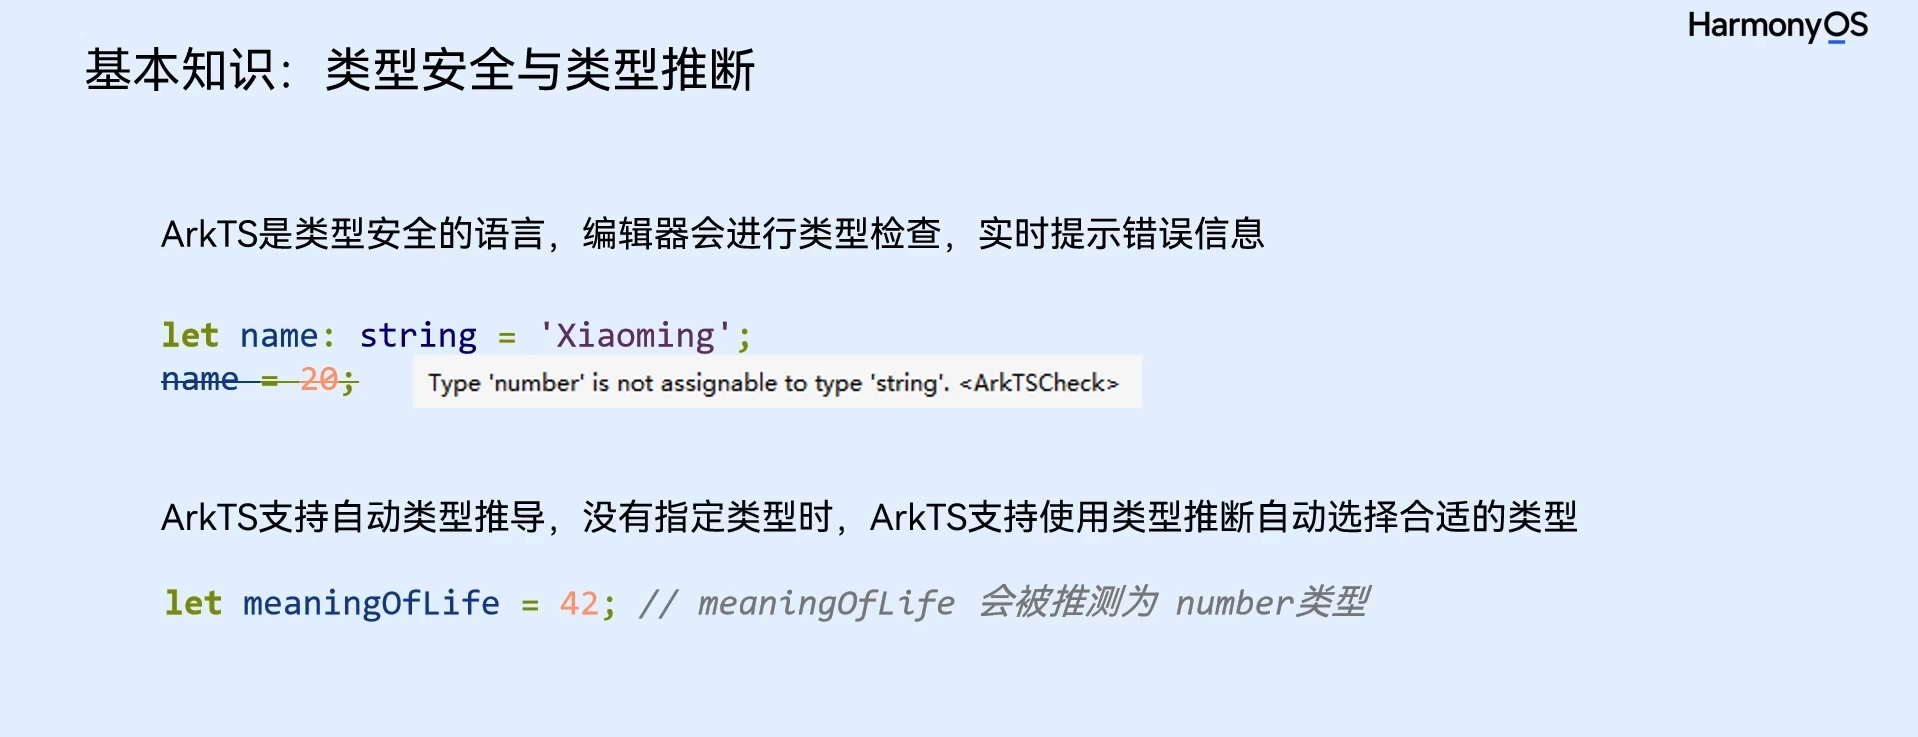 HarmonyOS
基本知识：类型安全与类型推断
ArkTS是类型安全的语言，编辑器会进行类型检查，实时提示错误信息
let name: string = 'Xiaoming';
name = 20;
Type 'number' is not assignable to type 'string'. <ArkTSCheck>
ArkTS支持自动类型推导，没有指定类型时，ArkTS支持使用类型推断自动选择合适的类型
let meaningOfLife = 42; // meaningOfLife 会被推测为 number类型